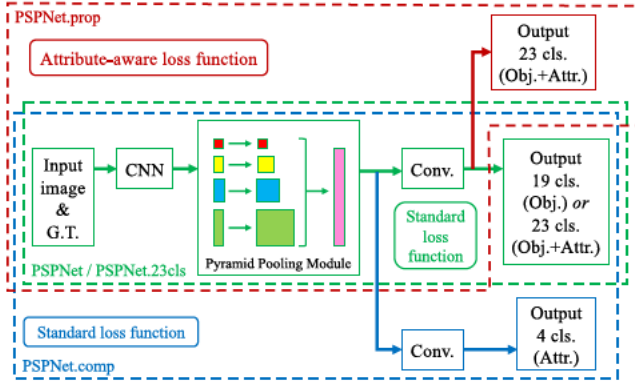 PSPNet.prop
Attribute-aware loss function
Output
23 cls.
(Obj.+Attr.)
Input
image
&
G.T.
CNN
Pyramid Pooling Module
Conv.
Standard
loss
function
Output
19 cls.
(Obj.) or
23 cls.
(Obj.+Attr.)
PSPNet / PSPNet.23cls
Standard loss function
PSPNet.comp
Conv.
Output
4 cls.
(Attr.)